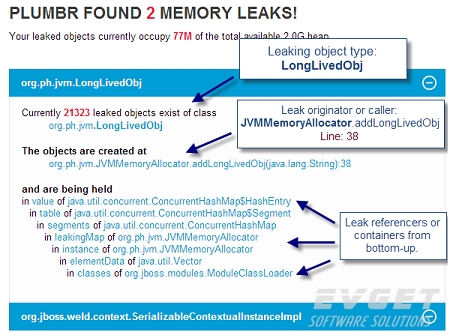 PLUMBR FOUND 2 MEMORY LEAKS!
Your leaked objects currently occupy 77M of the total available 2.0G heap
Leaking object type:
LongLivedObj
org.ph.jvm.LongLivedObj
Currently 21323 leaked objects exist of class
org.ph.jvm.LongLivedObj
Leak originator or caller:
JVMMemoryAllocator.addLongLivedObj
Line: 38
The objects are created at
org.ph.jvm.JVMMemoryAllocator.addLongLivedObj(java.lang.String):38
and are being held
in value of java.util.concurrent.ConcurrentHashMap$HashEntry
in table of java.util.concurrent.ConcurrentHashMap$Segment
in segments of java.util.concurrent.ConcurrentHashMap
in leakingMap of org.ph.jvm.JVMMemoryAllocator
in instance of org.ph.jvm.JVMMemoryAllocator
in elementData of java.util.Vector
in classes of org.jboss.modules.ModuleClassLoader
Leak referencers or
containers from
bottom-up.
org.jboss.weld.context.SerializableContextualInstanceImpl
EVGET
SOFTWARE SOLUTIONS